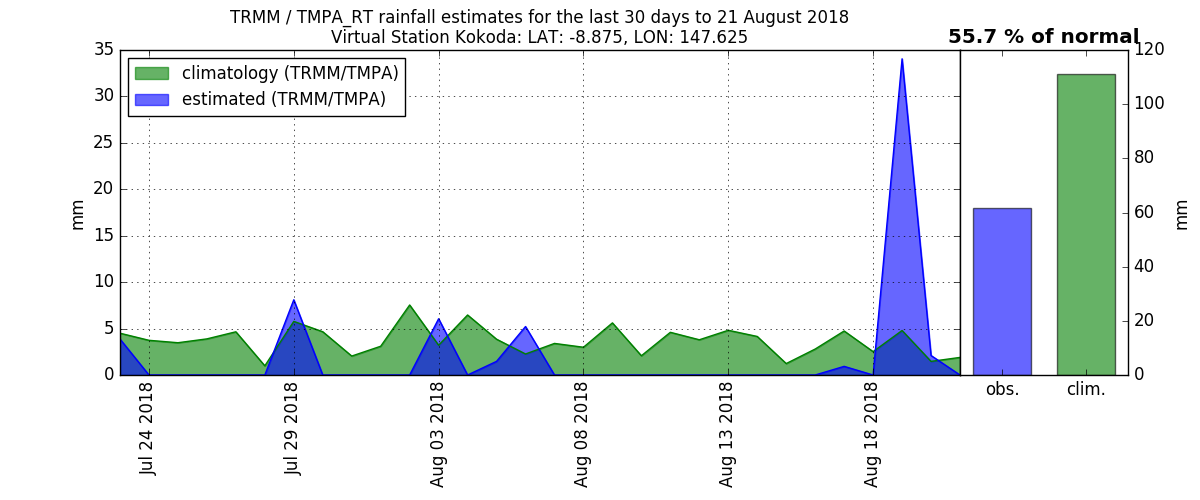 TRMM / TMPA_RT rainfall estimates for the last 30 days to 21 August 2018
Virtual Station Kokoda: LAT: -8.875, LON: 147.625
55.7 % of normal
climatology (TRMM/TMPA)
estimated (TRMM/TMPA)
35
30
25
20
15
10
5
0
mm
Jul 24 2018
Jul 29 2018
Aug 03 2018
Aug 08 2018
Aug 13 2018
Aug 18 2018
120
100
80
60
40
20
0
mm
obs.
clim.